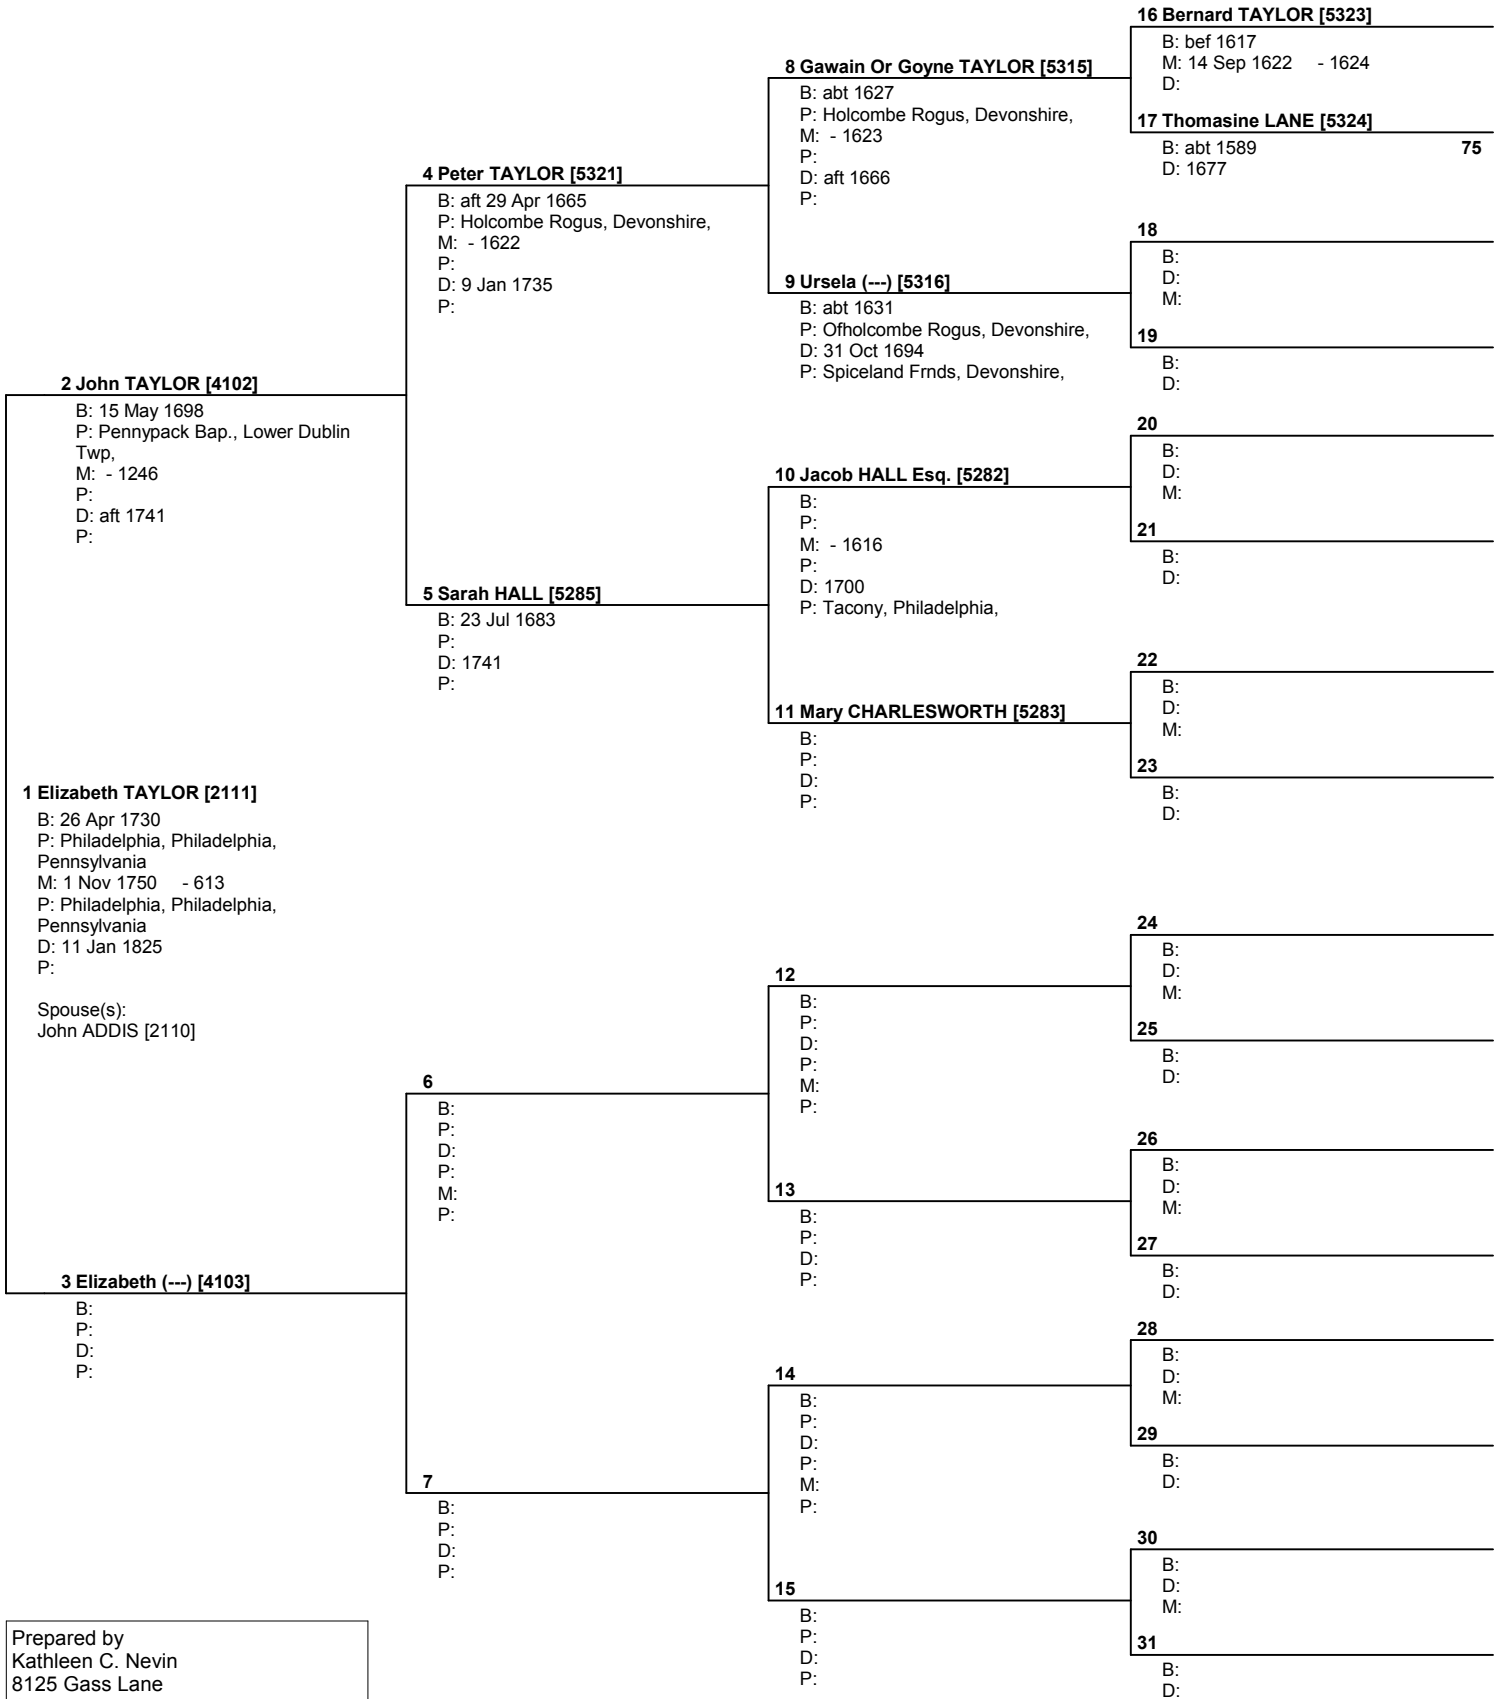 16 Bernard TAYLOR [5323]
B: bef 1617
M: 14 Sep 1622 - 1624
D:
8 Gawain Or Goyne TAYLOR [5315]
B: abt 1627
P: Holcombe Rogus, Devonshire,
M: - 1623
P:
D: aft 1666
P:
17 Thomasine LANE [5324]
B: abt 1589 75
D: 1677
4 Peter TAYLOR [5321]
B: aft 29 Apr 1665
P: Holcombe Rogus, Devonshire,
M: - 1622
P:
D: 9 Jan 1735
P:
18
B:
D:
M:
9 Ursela (---) [5316]
B: abt 1631
P: Ofholcombe Rogus, Devonshire,
D: 31 Oct 1694
P: Spiceland Frnds, Devonshire,
19
B:
D:
2 John TAYLOR [4102]
B: 15 May 1698
P: Pennypack Bap., Lower Dublin
Twp,
M: - 1246
P:
D: aft 1741
P:
20
B:
D:
M:
10 Jacob HALL Esq. [5282]
B:
P:
M: - 1616
P:
D: 1700
P: Tacony, Philadelphia,
21
B:
D:
5 Sarah HALL [5285]
B: 23 Jul 1683
P:
D: 1741
P:
22
B:
D:
M:
11 Mary CHARLESWORTH [5283]
B:
P:
D:
P:
23
B:
D:
1 Elizabeth TAYLOR [2111]
B: 26 Apr 1730
P: Philadelphia, Philadelphia,
Pennsylvania
M: 1 Nov 1750 - 613
P: Philadelphia, Philadelphia,
Pennsylvania
D: 11 Jan 1825
P:
Spouse(s):
John ADDIS [2110]
24
B:
D:
M:
12
B:
P:
D:
P:
M:
P:
25
B:
D:
6
B:
P:
D:
P:
M:
P:
26
B:
D:
M:
13
B:
P:
D:
P:
27
B:
D:
3 Elizabeth (---) [4103]
B:
P:
D:
P:
28
B:
D:
M:
14
B:
P:
D:
P:
M:
P:
29
B:
D:
7
B:
P:
D:
P:
30
B:
D:
M:
15
B:
P:
D:
P:
31
B:
D:
Prepared by
Kathleen C. Nevin
8125 Gass Lane